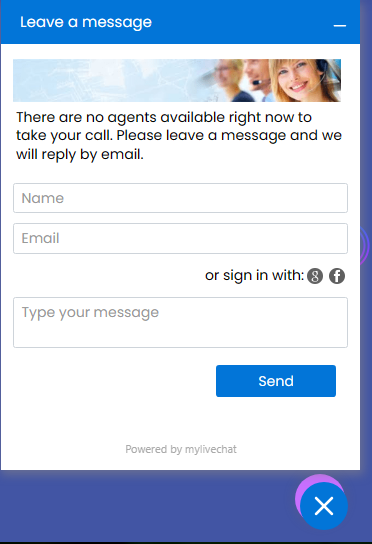 Leave a message
There are no agents available right now to
take your call. Please leave a message and we
will reply by email.
Name
Email
or sign in with:
Type your message
Send
Powered by mylivechat